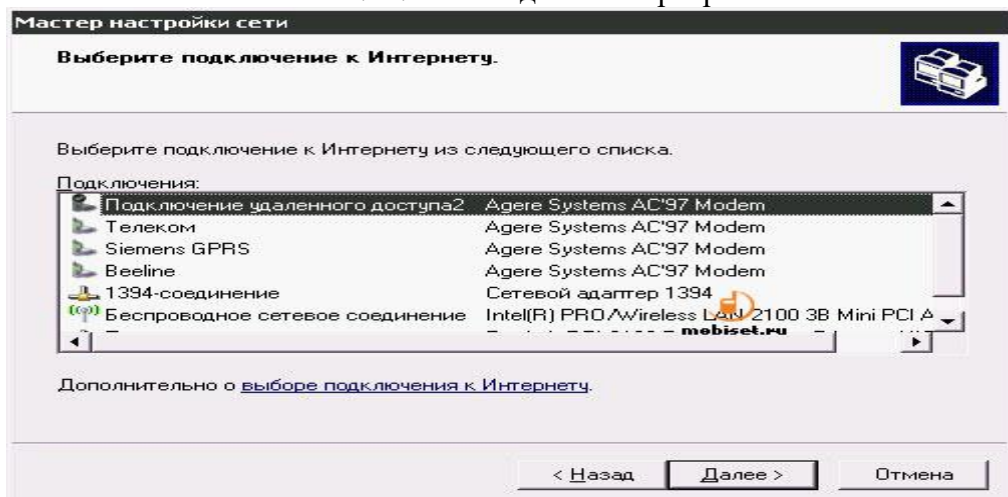 Мастер настройки сети
Выберите подключение к Интернету.
Выберите подключение к Интернету из следующего списка.
Подключения:
Подключение удаленного доступа2 Agere Systems AC'97 Modem
Телеком Agere Systems AC'97 Modem
Siemens GPRS Agere Systems AC'97 Modem
Beeline Agere Systems AC'97 Modem
1394-соединение Сетевой адаптер 1394
Беспроводное сетевое соединение Intel(R) PRO/Wireless LAN 2100 3B Mini PCI A
mobiset.ru
Дополнительно о выборе подключения к Интернету.
< Назад Далее > Отмена